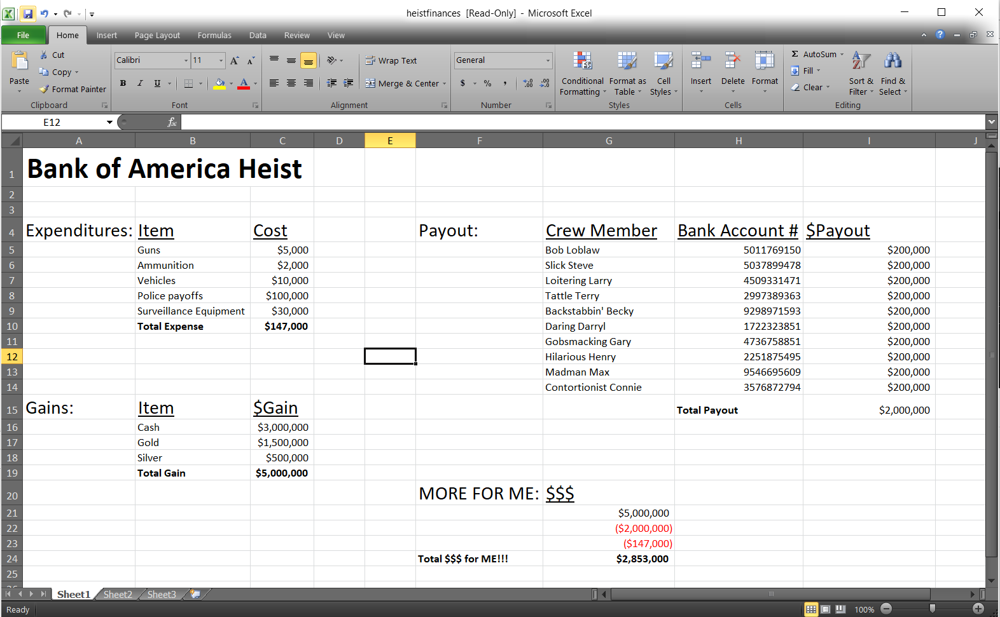 heistfinances [Read-Only] - Microsoft Excel
File Home Insert Page Layout Formulas Data Review View
Cut
Copy
Format Painter
Paste
Clipboard
Calibri 11
B I U
Font
Wrap Text
Merge & Center
Alignment
General
$ % ,
Number
Conditional Formatting
Format as Table
Cell Styles
Styles
Insert Delete Format
Cells
Σ AutoSum
Fill
Clear
Sort & Filter
Find & Select
Editing
E12 fx
A B C D E F G H I J
1 Bank of America Heist
2
3
4 Expenditures: Item Cost Payout: Crew Member Bank Account # $Payout
5 Guns $5,000 Bob Loblaw 5011769150 $200,000
6 Ammunition $2,000 Slick Steve 5037899478 $200,000
7 Vehicles $10,000 Loitering Larry 4509331471 $200,000
8 Police payoffs $100,000 Tattle Terry 2997389363 $200,000
9 Surveillance Equipment $30,000 Backstabbin' Becky 9298971593 $200,000
10 Total Expense $147,000 Daring Darryl 1722323851 $200,000
11 Gobsmacking Gary 4736758851 $200,000
12 Hilarious Henry 2251875495 $200,000
13 Madman Max 9546695609 $200,000
14 Contortionist Connie 3576872794 $200,000
15 Gains: Item $Gain Total Payout $2,000,000
16 Cash $3,000,000
17 Gold $1,500,000
18 Silver $500,000
19 Total Gain $5,000,000
20 MORE FOR ME: $$$
21 $5,000,000
22 ($2,000,000)
23 ($147,000)
24 Total $$$ for ME!!! $2,853,000
25
26
Sheet1 Sheet2 Sheet3
Ready 100%